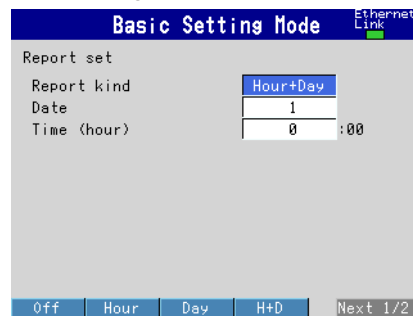 Basic Setting Mode
Ethernet
Link
Report set
Report kind Hour+Day
Date 1
Time (hour) 0 :00
Off Hour Day H+D Next 1/2